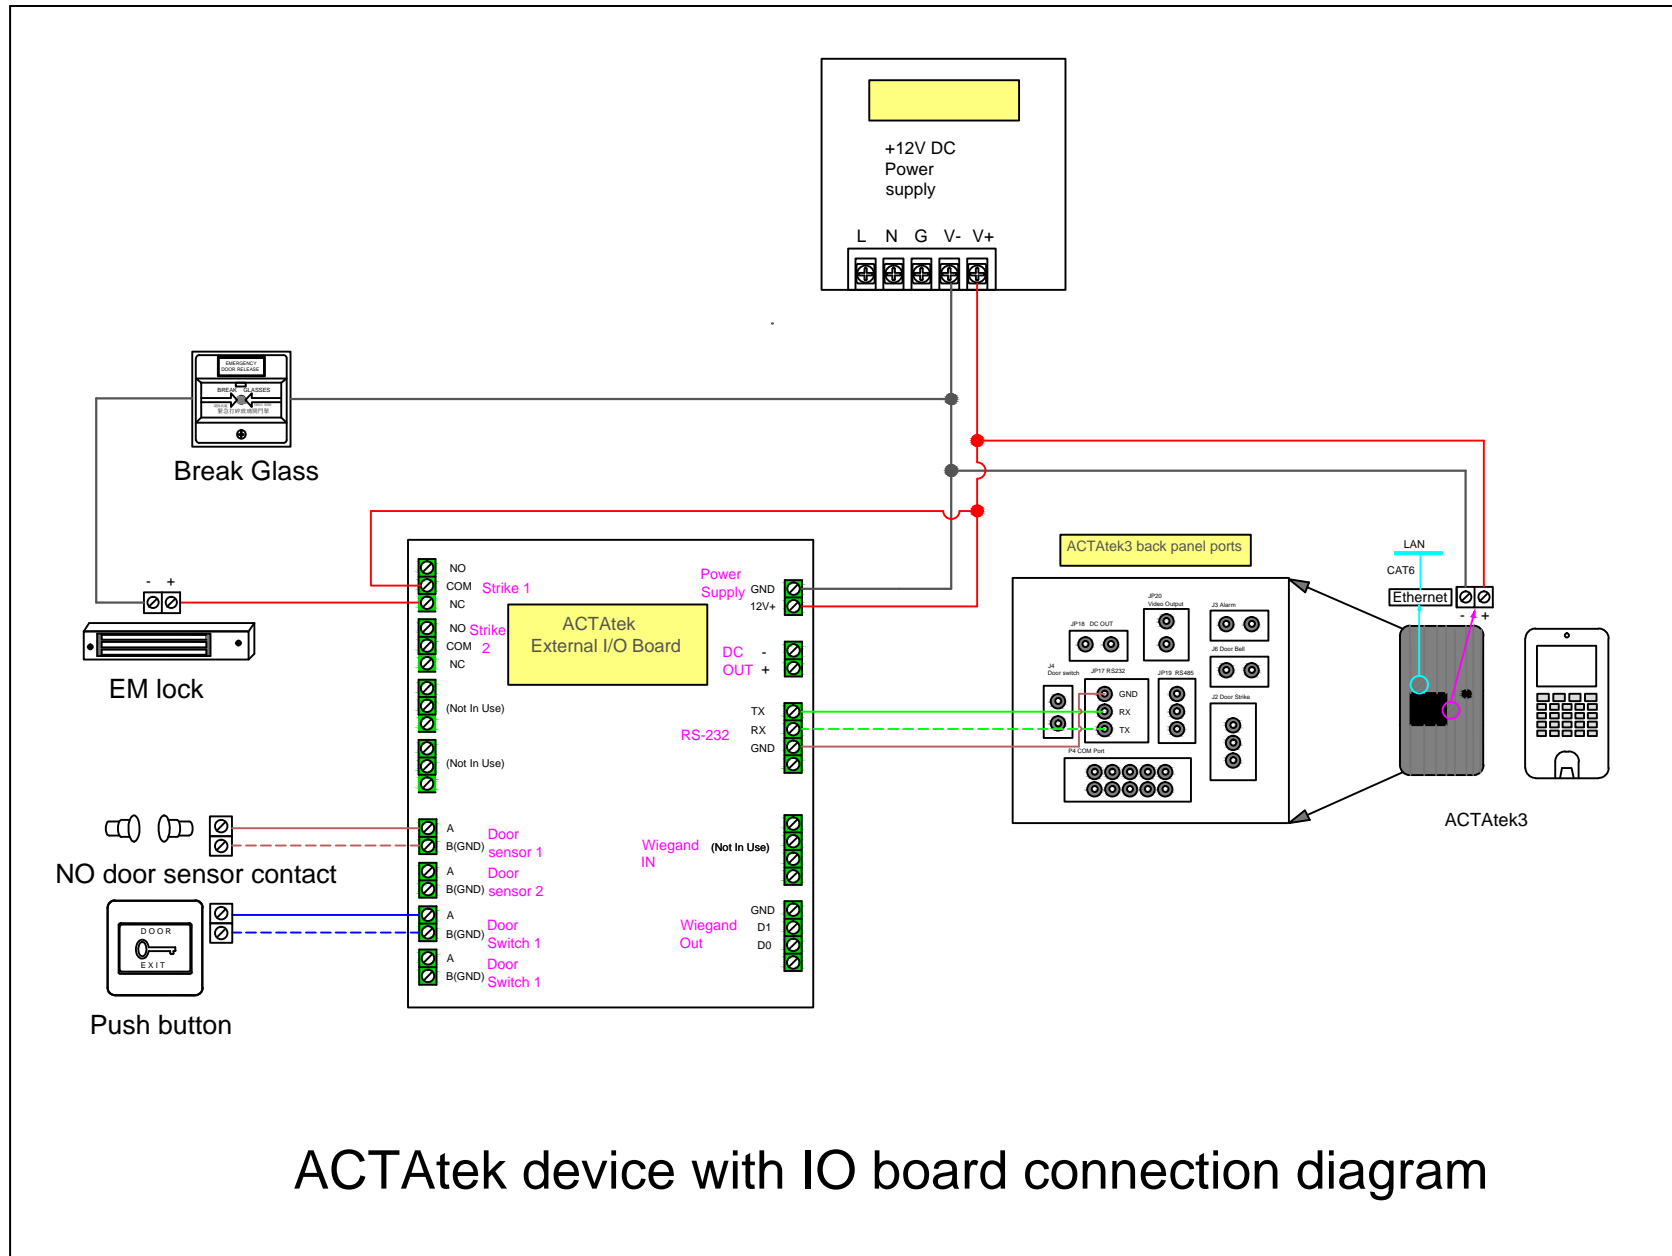 +12V DC
Power
supply
L N G V- V+
EMERGENCY
DOOR RELEASE
BREAK GLASSES
Break Glass
- +
EM lock
NO
COM
NC
Strike 1
NO
COM
NC
Strike
2
(Not In Use)
(Not In Use)
ACTAtek
External I/O Board
Power
Supply
GND
12V+
DC
OUT
-
+
RS-232
TX
RX
GND
A
B(GND)
Door
sensor 1
A
B(GND)
Door
sensor 2
A
B(GND)
Door
Switch 1
A
B(GND)
Door
Switch 1
Wiegand
IN
(Not In Use)
Wiegand
Out
GND
D1
D0
NO door sensor contact
DOOR
EXIT
Push button
ACTAtek3 back panel ports
JP20
Video Output
J3 Alarm
JP18 DC OUT
J6 Door Bell
J4
Door switch
JP17 RS232
GND
RX
TX
JP19 RS485
J2 Door Strike
P4 COM Port
LAN
CAT6
Ethernet
- +
ACTAtek3
ACTAtek device with IO board connection diagram